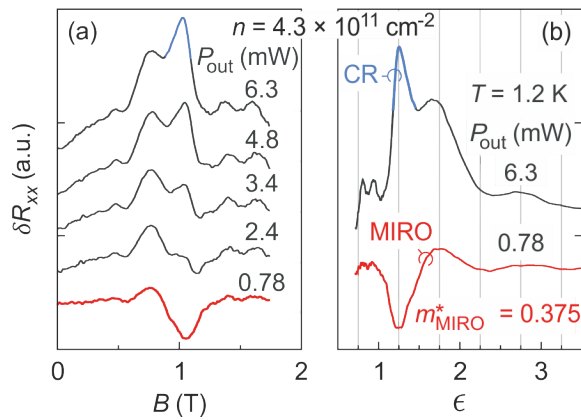 (a)
n = 4.3 × 10¹¹ cm⁻²
(b)
P_out (mW)
6.3
4.8
3.4
2.4
0.78
δR_xx (a.u.)
0
1
2
B (T)
CR
T = 1.2 K
P_out (mW)
6.3
MIRO
0.78
m*_MIRO = 0.375
1
2
3
ϵ